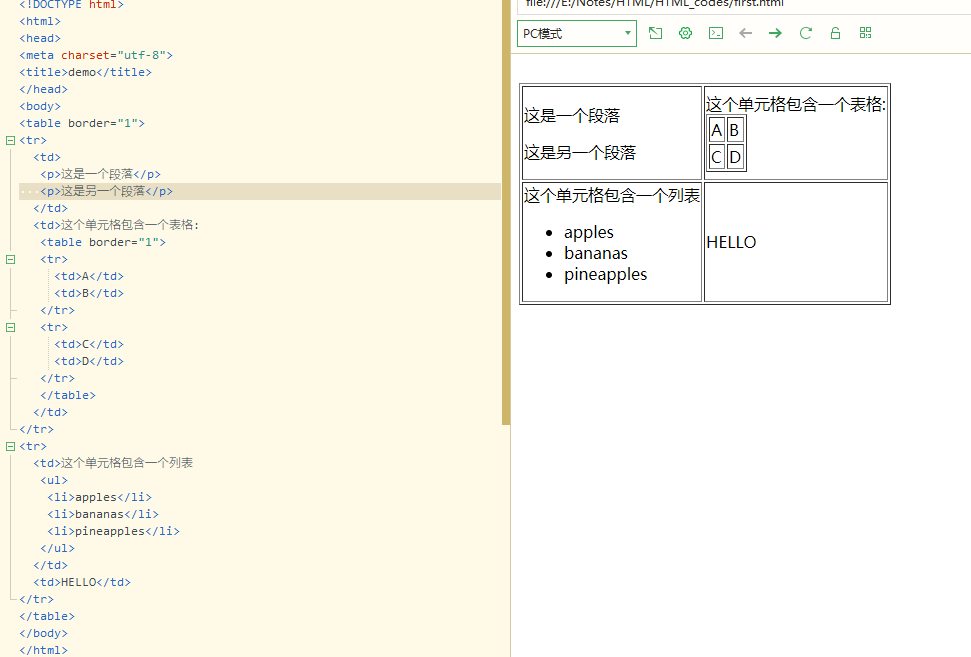 <!DOCTYPE html>
<html>
<head>
<meta charset="utf-8">
<title>demo</title>
</head>
<body>
<table border="1">
<tr>
<td>
<p>这是一个段落</p>
<p>这是另一个段落</p>
</td>
<td>这个单元格包含一个表格:
<table border="1">
<tr>
<td>A</td>
<td>B</td>
</tr>
<tr>
<td>C</td>
<td>D</td>
</tr>
</table>
</td>
</tr>
<tr>
<td>这个单元格包含一个列表
<ul>
<li>apples</li>
<li>bananas</li>
<li>pineapples</li>
</ul>
</td>
<td>HELLO</td>
</tr>
</table>
</body>
</html>
file:///E:/Notes/HTML/HTML_codes/first.html
PC模式
这是一个段落
这是另一个段落
这个单元格包含一个表格:
A B
C D
这个单元格包含一个列表
apples
bananas
pineapples
HELLO